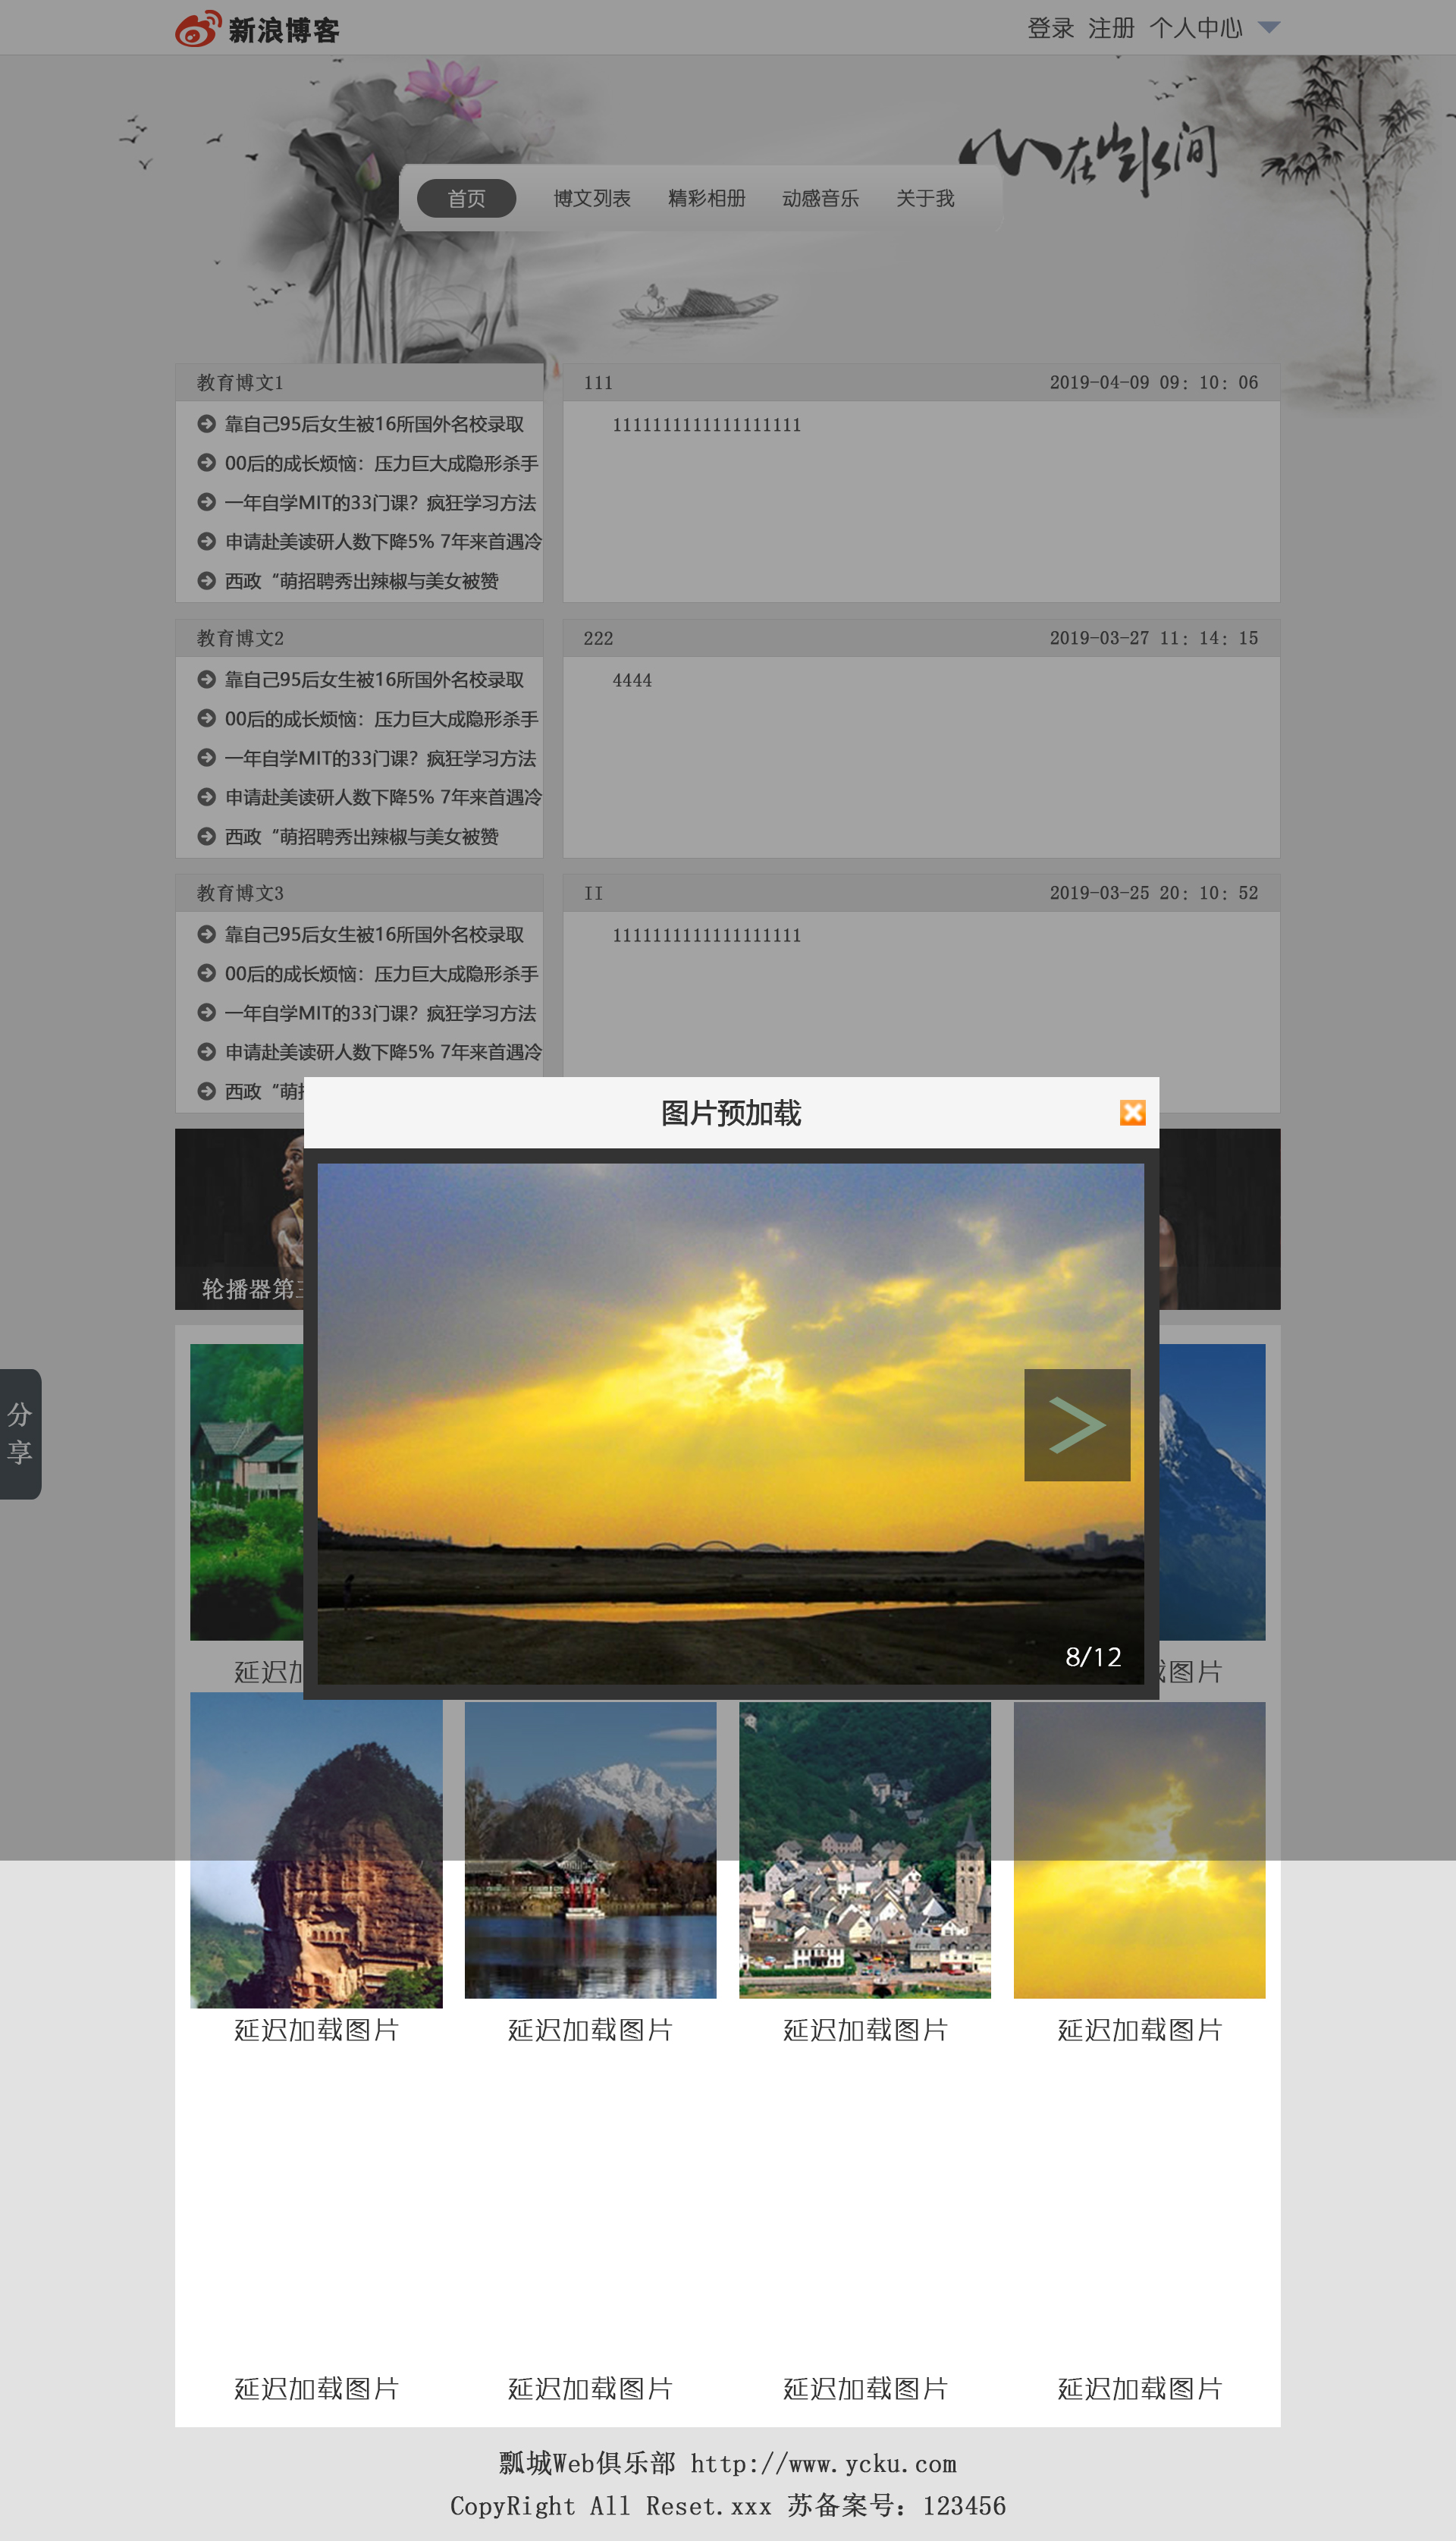 新浪博客
登录 注册 个人中心
心在山水间
首页 博文列表 精彩相册 动感音乐 关于我
教育博文1
靠自己95后女生被16所国外名校录取
00后的成长烦恼：压力巨大成隐形杀手
一年自学MIT的33门课？疯狂学习方法
申请赴美读研人数下降5% 7年来首遇冷
西政“萌招聘秀出辣椒与美女被赞
111 2019-04-09 09：10：06
1111111111111111111
教育博文2
靠自己95后女生被16所国外名校录取
00后的成长烦恼：压力巨大成隐形杀手
一年自学MIT的33门课？疯狂学习方法
申请赴美读研人数下降5% 7年来首遇冷
西政“萌招聘秀出辣椒与美女被赞
222 2019-03-27 11：14：15
4444
教育博文3
靠自己95后女生被16所国外名校录取
00后的成长烦恼：压力巨大成隐形杀手
一年自学MIT的33门课？疯狂学习方法
申请赴美读研人数下降5% 7年来首遇冷
西政“萌
II 2019-03-25 20：10：52
1111111111111111111
图片预加载
轮播器第
分
享
>
8/12
延迟加
图片
延迟加载图片 延迟加载图片 延迟加载图片 延迟加载图片
延迟加载图片 延迟加载图片 延迟加载图片 延迟加载图片
瓢城Web俱乐部 http://www.ycku.com
CopyRight All Reset.xxx 苏备案号：123456